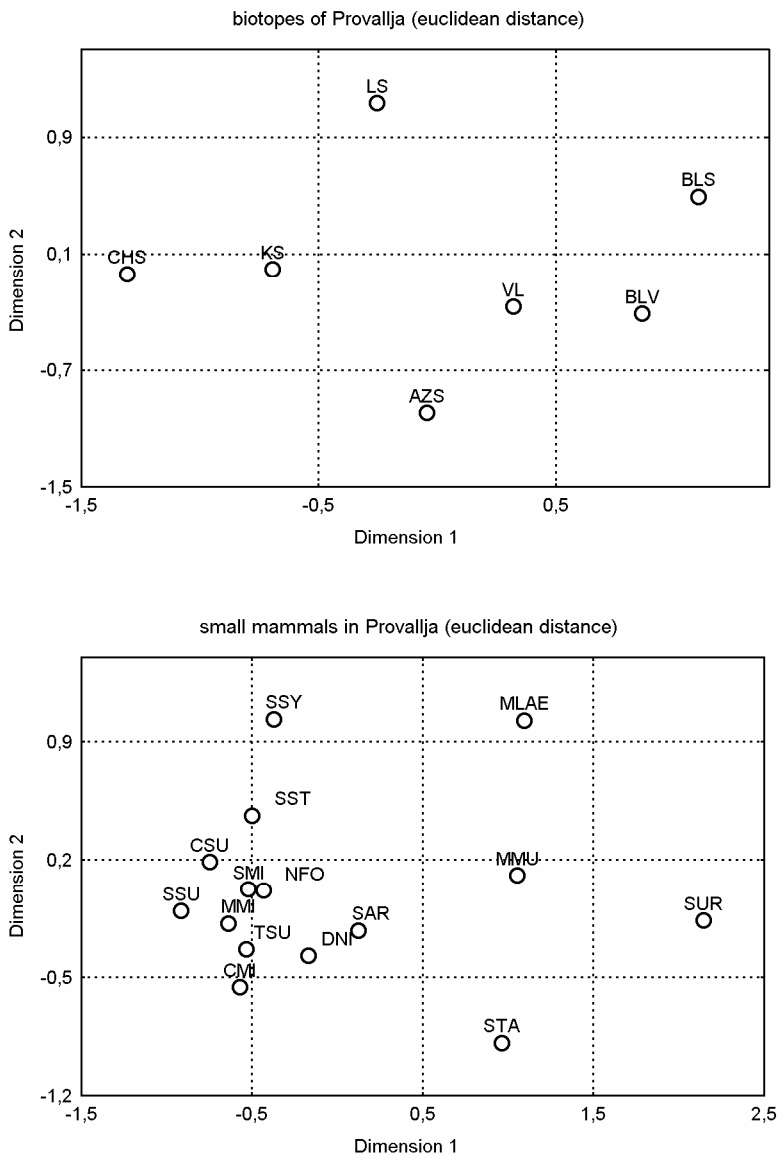 biotopes of Provallja (euclidean distance)
LS
0,9
BLS
0,1
CHS
KS
VL
BLV
Dimension 2
-0,7
AZS
-1,5
-1,5 -0,5 0,5
Dimension 1
small mammals in Provallja (euclidean distance)
SSY
MLAE
0,9
SST
0,2
CSU
MMU
SMI
NFO
SSU
MMI
SAR
SUR
TSU
DNI
Dimension 2
CMI
-0,5
STA
-1,2
-1,5 -0,5 0,5 1,5 2,5
Dimension 1